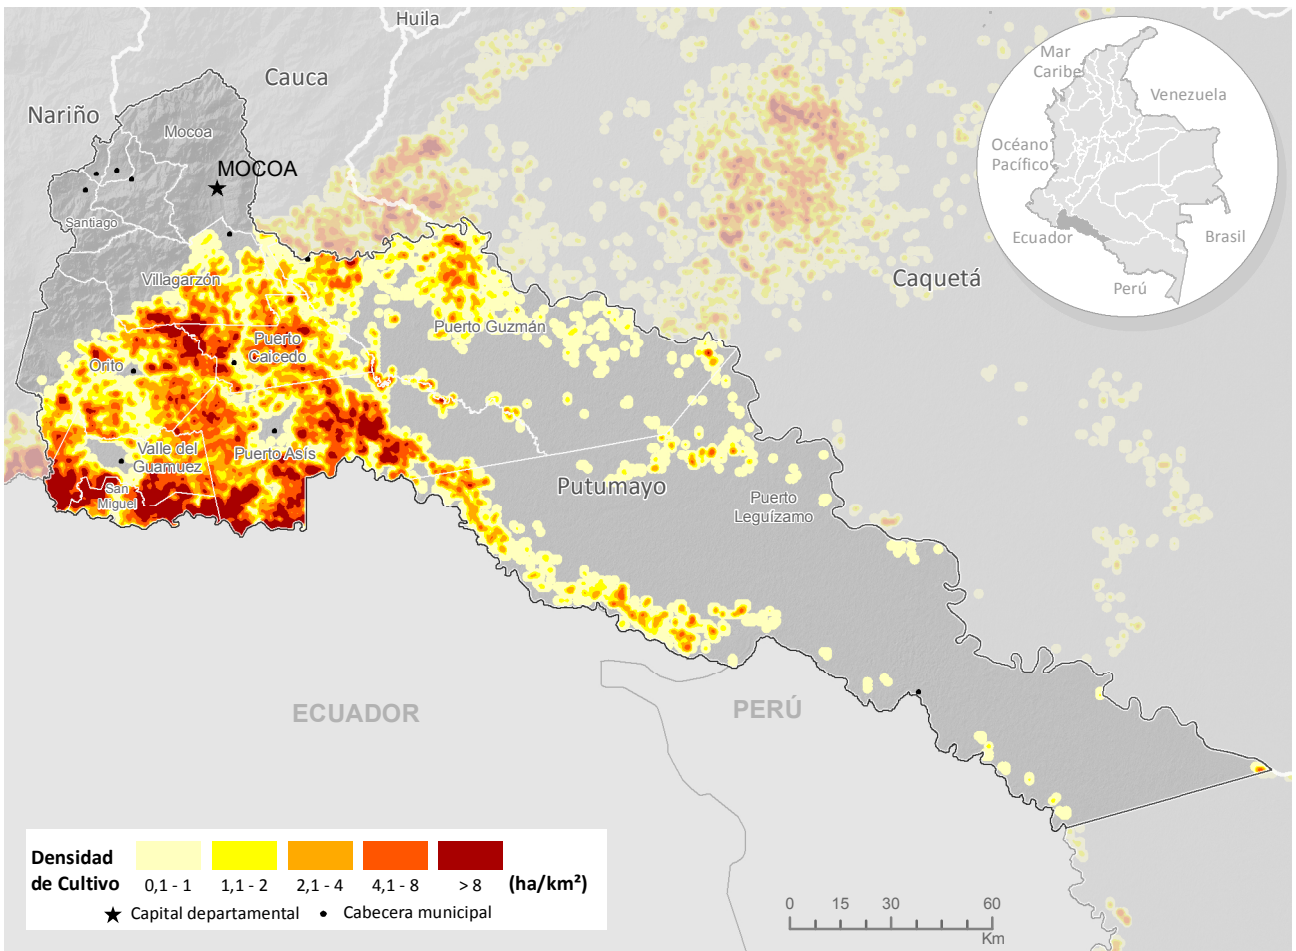 Huila
Cauca
Nariño
Mocoa
MOCOA
Santiago
Villagarzón
Puerto Guzmán
Puerto
Caicedo
Orito
Valle del
Guamuez
Puerto Asís
San
Miguel
Putumayo
Puerto
Leguízamo
Caquetá
ECUADOR
PERÚ
Mar
Caribe
Venezuela
Océano
Pacífico
Ecuador
Brasil
Perú
Densidad
de Cultivo
0,1 - 1
1,1 - 2
2,1 - 4
4,1 - 8
> 8
(ha/km²)
Capital departamental
Cabecera municipal
0 15 30 60
Km